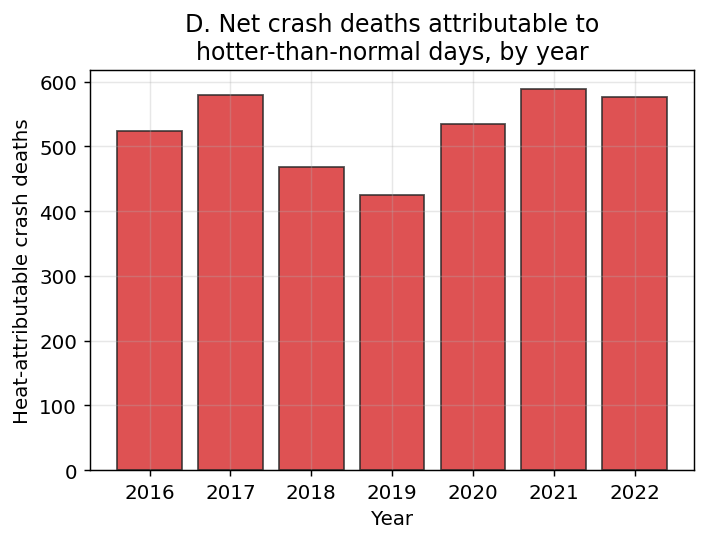 D. Net crash deaths attributable to
hotter-than-normal days, by year
Heat-attributable crash deaths
600
500
400
300
200
100
0
2016 2017 2018 2019 2020 2021 2022
Year